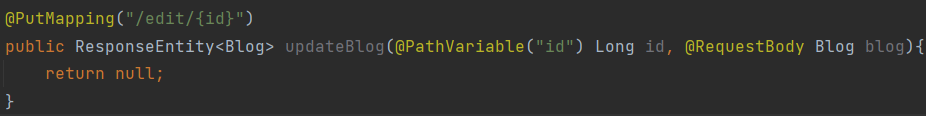 @PutMapping("/edit/{id}")
public ResponseEntity<Blog> updateBlog(@PathVariable("id") Long id, @RequestBody Blog blog){
    return null;
}